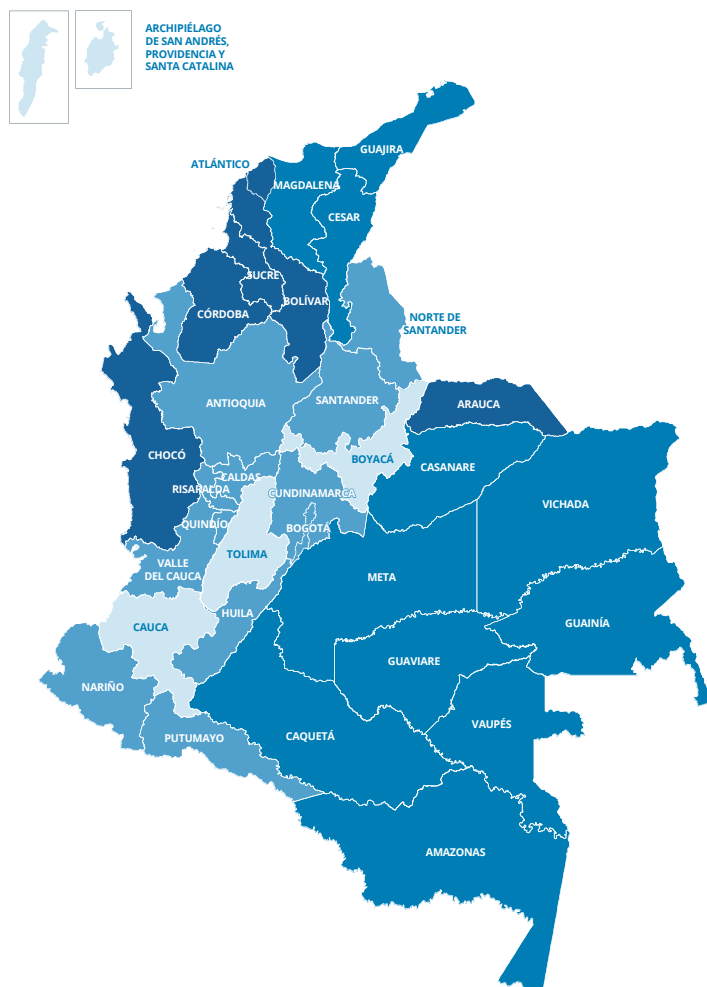 ARCHIPIÉLAGO
DE SAN ANDRÉS,
PROVIDENCIA Y
SANTA CATALINA
GUAJIRA
ATLÁNTICO
MAGDALENA
CESAR
SUCRE
BOLÍVAR
CÓRDOBA
NORTE DE
SANTANDER
ANTIOQUIA
SANTANDER
ARAUCA
CHOCÓ
BOYACÁ
CASANARE
CALDAS
RISARALDA
CUNDINAMARCA
VICHADA
QUINDÍO
BOGOTÁ
TOLIMA
VALLE
DEL CAUCA
META
HUILA
CAUCA
GUAINÍA
GUAVIARE
NARIÑO
VAUPÉS
PUTUMAYO
CAQUETÁ
AMAZONAS